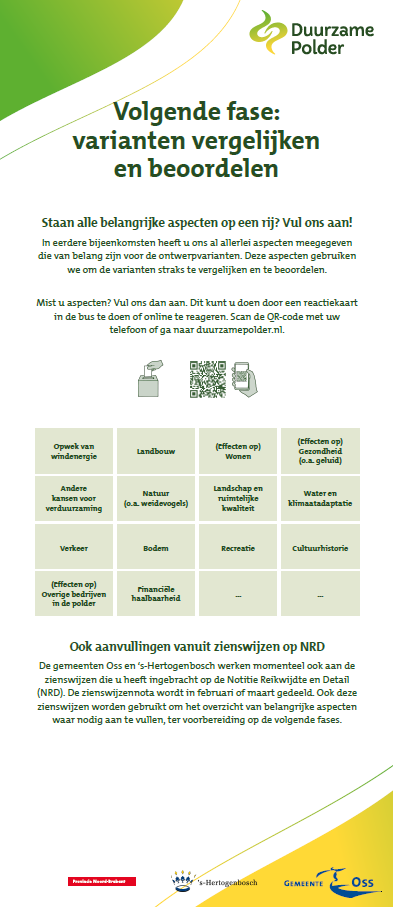 Duurzame
Polder
Volgende fase:
varianten vergelijken
en beoordelen
Staan alle belangrijke aspecten op een rij? Vul ons aan!
In eerdere bijeenkomsten heeft u ons al allerlei aspecten meegegeven
die van belang zijn voor de ontwerpvarianten. Deze aspecten gebruiken
we om de varianten straks te vergelijken en te beoordelen.
Mist u aspecten? Vul ons dan aan. Dit kunt u doen door een reactiekaart
in de bus te doen of online te reageren. Scan de QR-code met uw
telefoon of ga naar duurzamepolder.nl.
Opwek van
windenergie
Landbouw
(Effecten op)
Wonen
(Effecten op)
Gezondheid
(o.a. geluid)
Andere
kansen voor
verduurzaming
Natuur
(o.a. weidevogels)
Landschap en
ruimtelijke
kwaliteit
Water en
klimaatadaptatie
Verkeer
Bodem
Recreatie
Cultuurhistorie
(Effecten op)
Overige bedrijven
in de polder
Financiële
haalbaarheid
...
...
Ook aanvullingen vanuit zienswijzen op NRD
De gemeenten Oss en ‘s-Hertogenbosch werken momenteel ook aan de
zienswijzen die u heeft ingebracht op de Notitie Reikwijdte en Detail
(NRD). De zienswijzennota wordt in februari of maart gedeeld. Ook deze
zienswijzen worden gebruikt om het overzicht van belangrijke aspecten
waar nodig aan te vullen, ter voorbereiding op de volgende fases.
Provincie Noord-Brabant
's-Hertogenbosch
GEMEENTE OSS